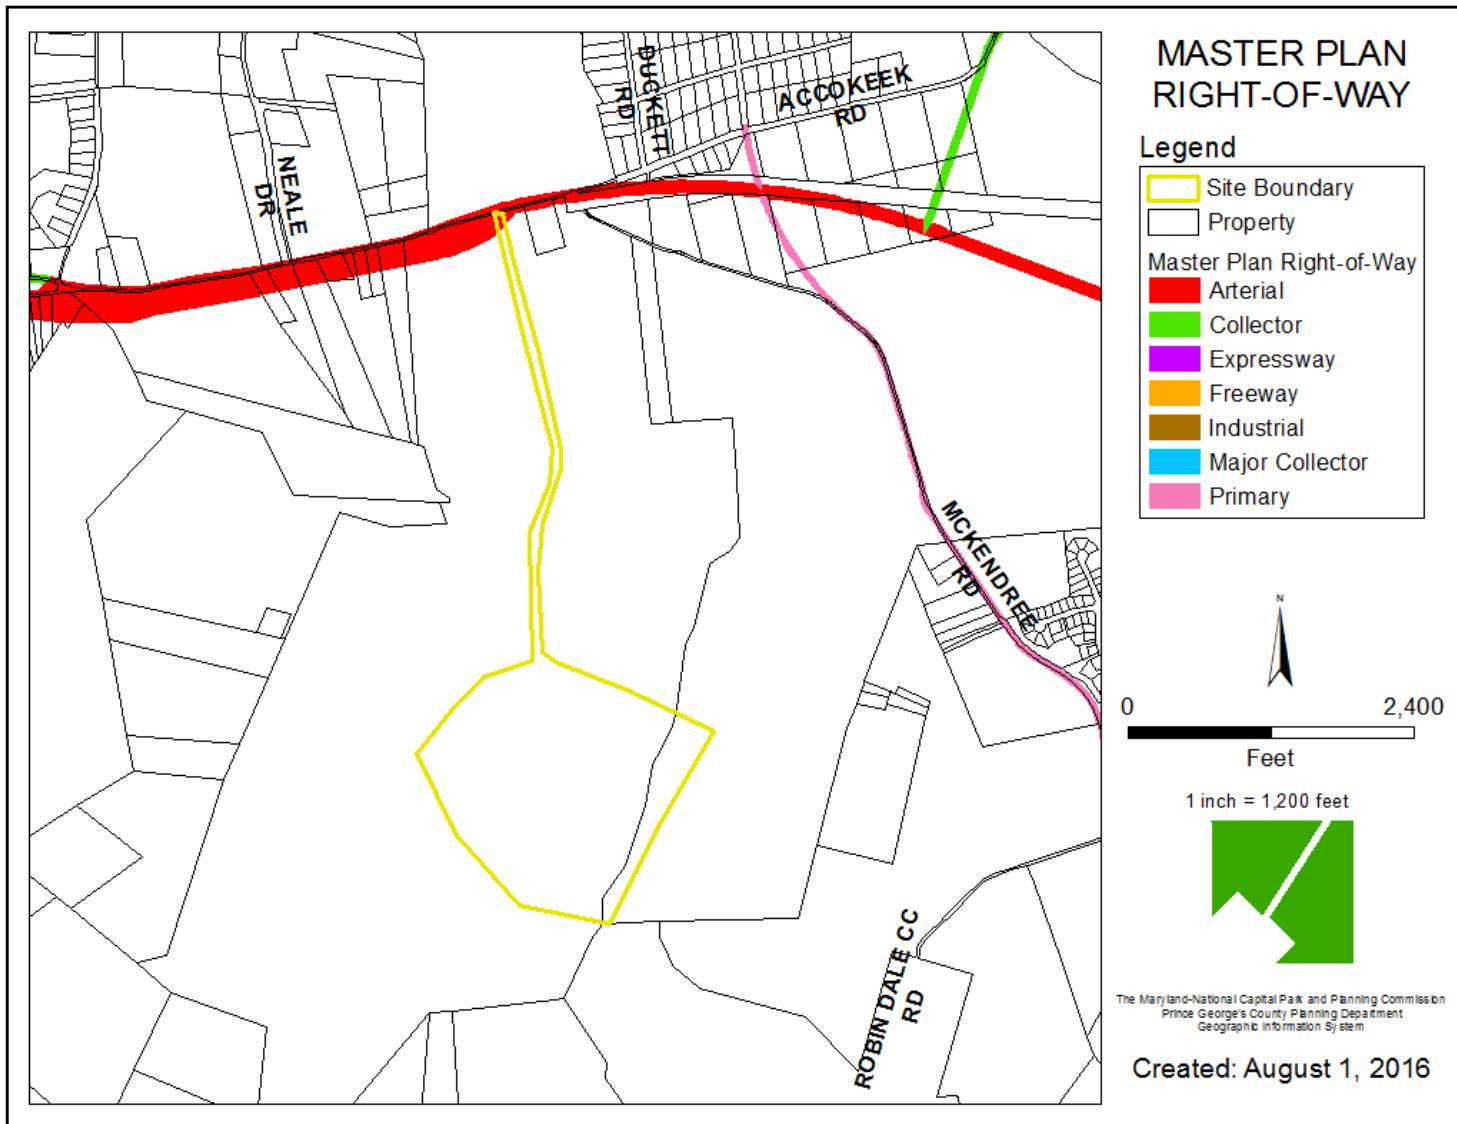 MASTER PLAN
RIGHT-OF-WAY
Legend
Site Boundary
Property
Master Plan Right-of-Way
Arterial
Collector
Expressway
Freeway
Industrial
Major Collector
Primary
DUCKETT
RD
ACCOKEEK
RD
NEALE
DR
MCKENDREE
RD
ROBIN DALE CC
RD
N
0 2,400
Feet
1 inch = 1,200 feet
The Maryland-National Capital Park and Planning Commission
Prince George's County Planning Department
Geographic Information System
Created: August 1, 2016